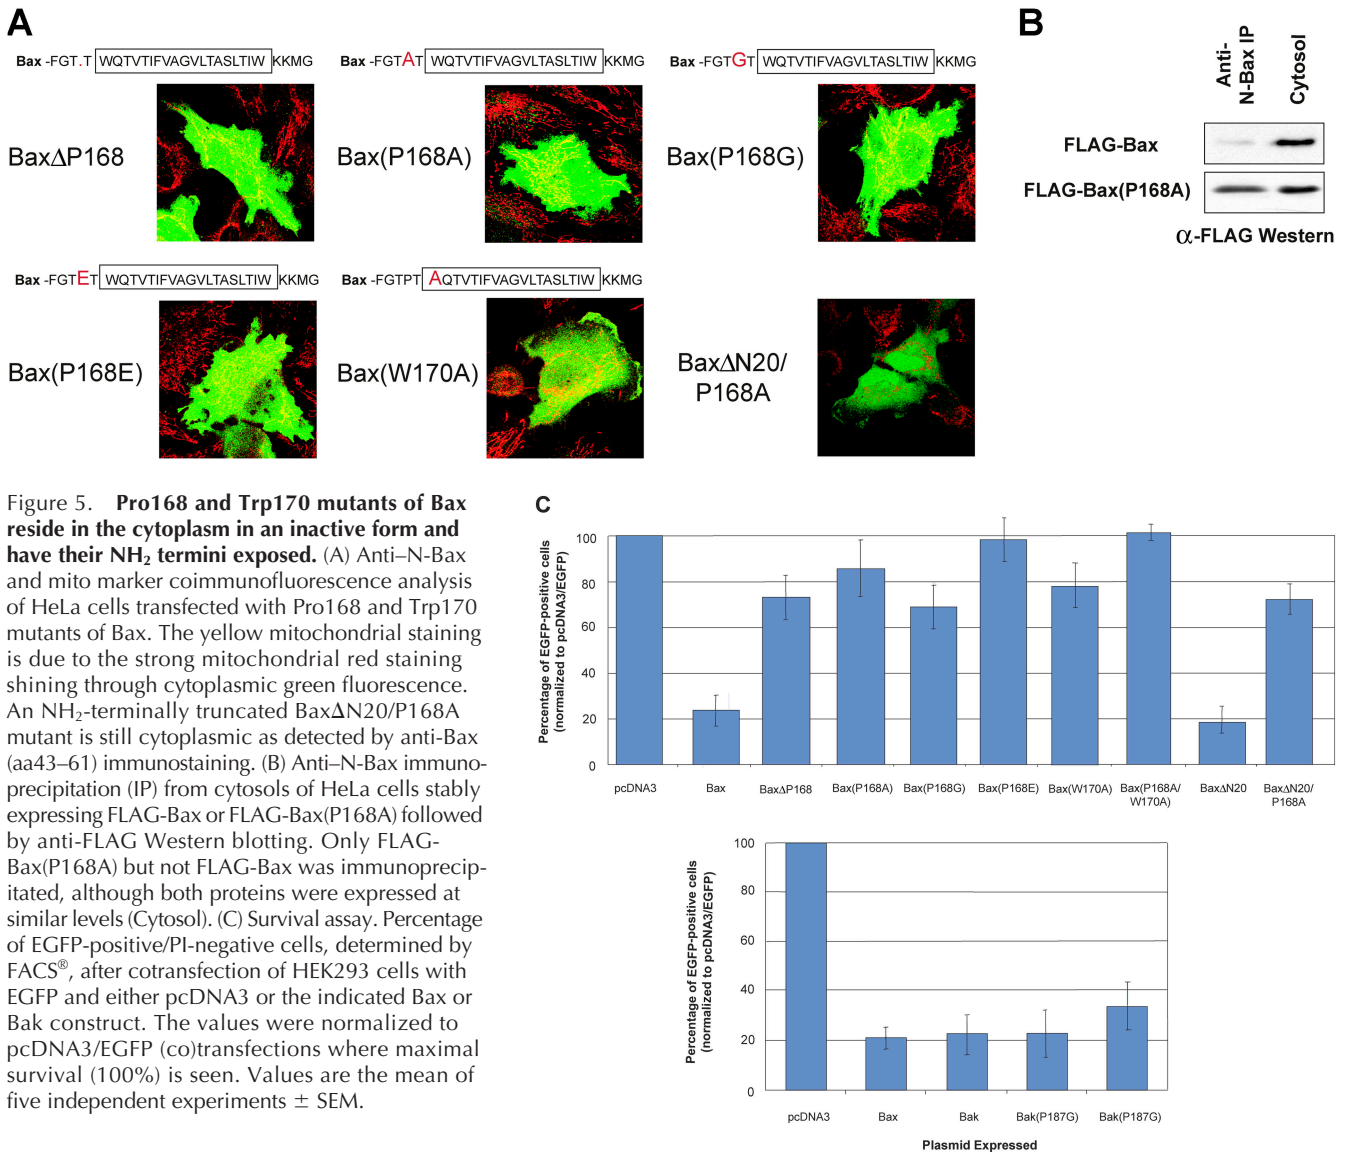 A
Bax -FGT.T WQTVTIFVAGVLTASLTIW KKMG
Bax -FGTAT WQTVTIFVAGVLTASLTIW KKMG
Bax -FGTGT WQTVTIFVAGVLTASLTIW KKMG
BaxΔP168
Bax(P168A)
Bax(P168G)
Bax -FGTET WQTVTIFVAGVLTASLTIW KKMG
Bax -FGTPT AQTVTIFVAGVLTASLTIW KKMG
Bax(P168E)
Bax(W170A)
BaxΔN20/
P168A
B
Anti-
N-Bax IP
Cytosol
FLAG-Bax
FLAG-Bax(P168A)
α-FLAG Western
Figure 5. Pro168 and Trp170 mutants of Bax
reside in the cytoplasm in an inactive form and
have their NH₂ termini exposed. (A) Anti–N-Bax
and mito marker coimmunofluorescence analysis
of HeLa cells transfected with Pro168 and Trp170
mutants of Bax. The yellow mitochondrial staining
is due to the strong mitochondrial red staining
shining through cytoplasmic green fluorescence.
An NH₂-terminally truncated BaxΔN20/P168A
mutant is still cytoplasmic as detected by anti-Bax
(aa43–61) immunostaining. (B) Anti–N-Bax immuno-
precipitation (IP) from cytosols of HeLa cells stably
expressing FLAG-Bax or FLAG-Bax(P168A) followed
by anti-FLAG Western blotting. Only FLAG-
Bax(P168A) but not FLAG-Bax was immunoprecip-
itated, although both proteins were expressed at
similar levels (Cytosol). (C) Survival assay. Percentage
of EGFP-positive/PI-negative cells, determined by
FACS®, after cotransfection of HEK293 cells with
EGFP and either pcDNA3 or the indicated Bax or
Bak construct. The values were normalized to
pcDNA3/EGFP (co)transfections where maximal
survival (100%) is seen. Values are the mean of
five independent experiments ± SEM.
C
Percentage of EGFP-positive cells
(normalized to pcDNA3/EGFP)
100
80
60
40
20
0
pcDNA3
Bax
BaxΔP168
Bax(P168A)
Bax(P168G)
Bax(P168E)
Bax(W170A)
Bax(P168A/
W170A)
BaxΔN20
BaxΔN20/
P168A
Percentage of EGFP-positive cells
(normalized to pcDNA3/EGFP)
100
80
60
40
20
0
pcDNA3
Bax
Bak
Bak(P187G)
Bak(P187G)
Plasmid Expressed